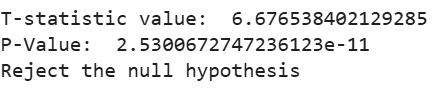 T-statistic value:  6.676538402129285
P-Value:  2.5300672747236123e-11
Reject the null hypothesis